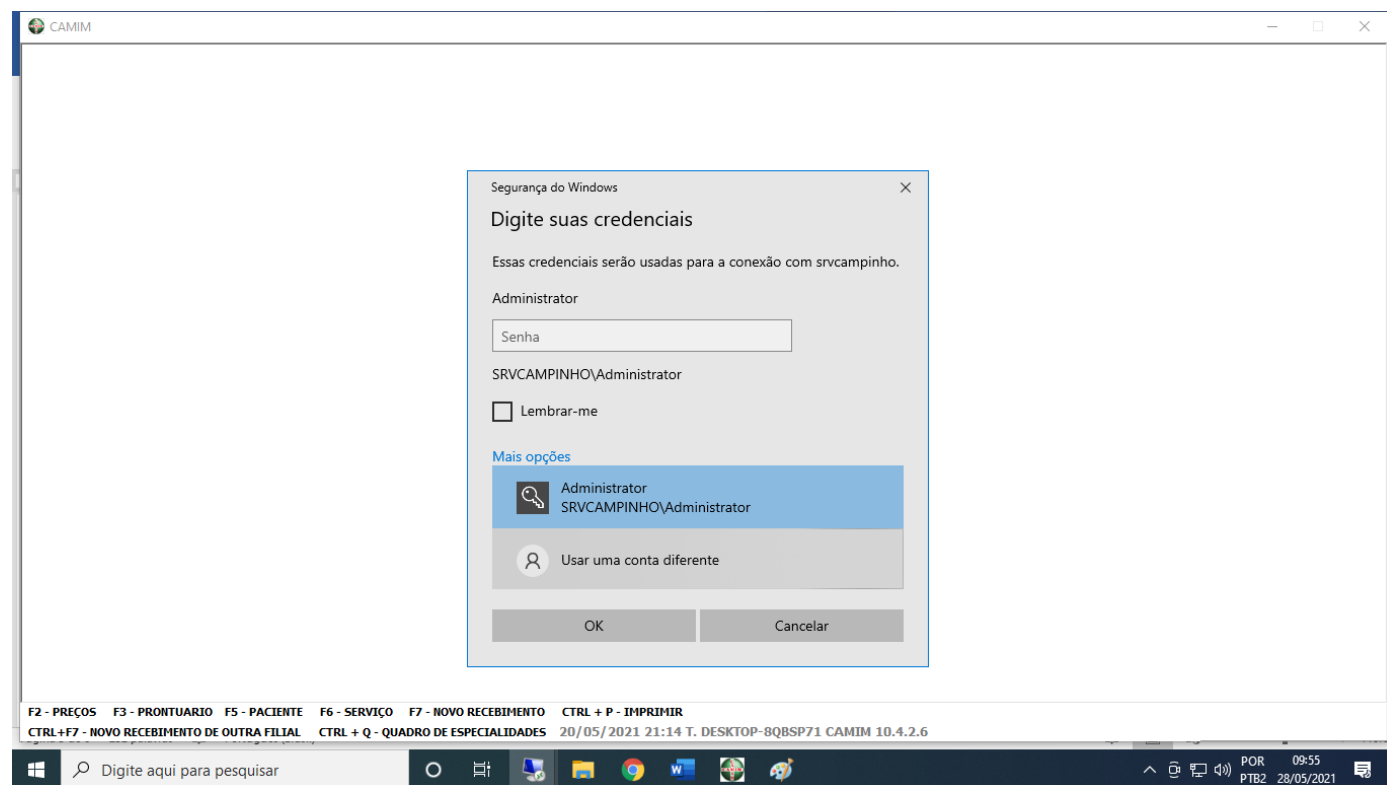 CAMIM
Segurança do Windows
Digite suas credenciais
Essas credenciais serão usadas para a conexão com srvcampinho.
Administrator
Senha
SRVCAMPINHO\Administrator
Lembrar-me
Mais opções
Administrator
SRVCAMPINHO\Administrator
Usar uma conta diferente
OK Cancelar
F2 - PREÇOS F3 - PRONTUARIO F5 - PACIENTE F6 - SERVIÇO F7 - NOVO RECEBIMENTO CTRL + P - IMPRIMIR
CTRL+F7 - NOVO RECEBIMENTO DE OUTRA FILIAL CTRL + Q - QUADRO DE ESPECIALIDADES 20/05/2021 21:14 T. DESKTOP-8QBSP71 CAMIM 10.4.2.6
Digite aqui para pesquisar
POR 09:55
PTB2 28/05/2021